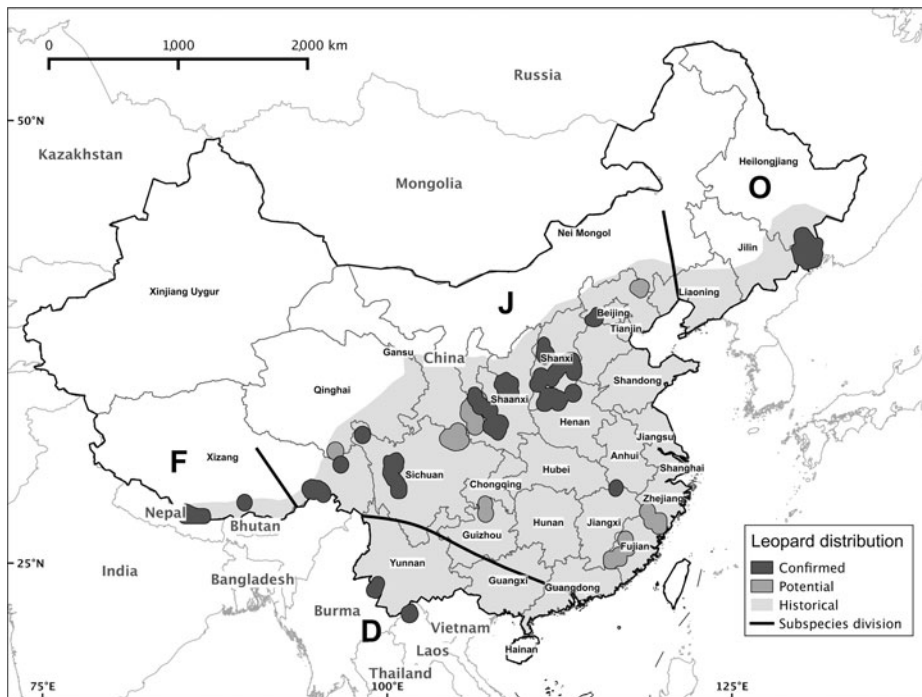 0 1,000 2,000 km
Russia
50°N
Kazakhstan
Heilongjiang
O
Mongolia
Nei Mongol
Jilin
Xinjiang Uygur
J
Liaoning
Beijing
Tianjin
Gansu
China
Shanxi
Qinghai
Shaanxi
Shandong
Henan
F
Xizang
Jiangsu
Anhui
Sichuan
Hubei
Shanghai
Chongqing
Zhejiang
Nepal
Bhutan
Hunan
Jiangxi
Guizhou
Fujian
Leopard distribution
Confirmed
Potential
Historical
Subspecies division
25°N
India
Yunnan
Bangladesh
Guangxi
Guangdong
Burma
D
Vietnam
Laos
Hainan
Thailand
75°E 100°E 125°E